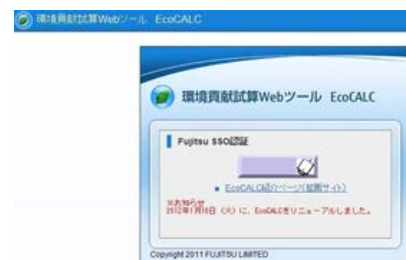 環境貢献試算Webツール EcoCALC
環境貢献試算Webツール EcoCALC
Fujitsu SSO認証
EcoCALC紹介ページ(拡販サイト)
※お知らせ
2012年1月10日 (火) に、EcoCALCをリニューアルしました。
Copyright 2011 FUJITSU LIMITED